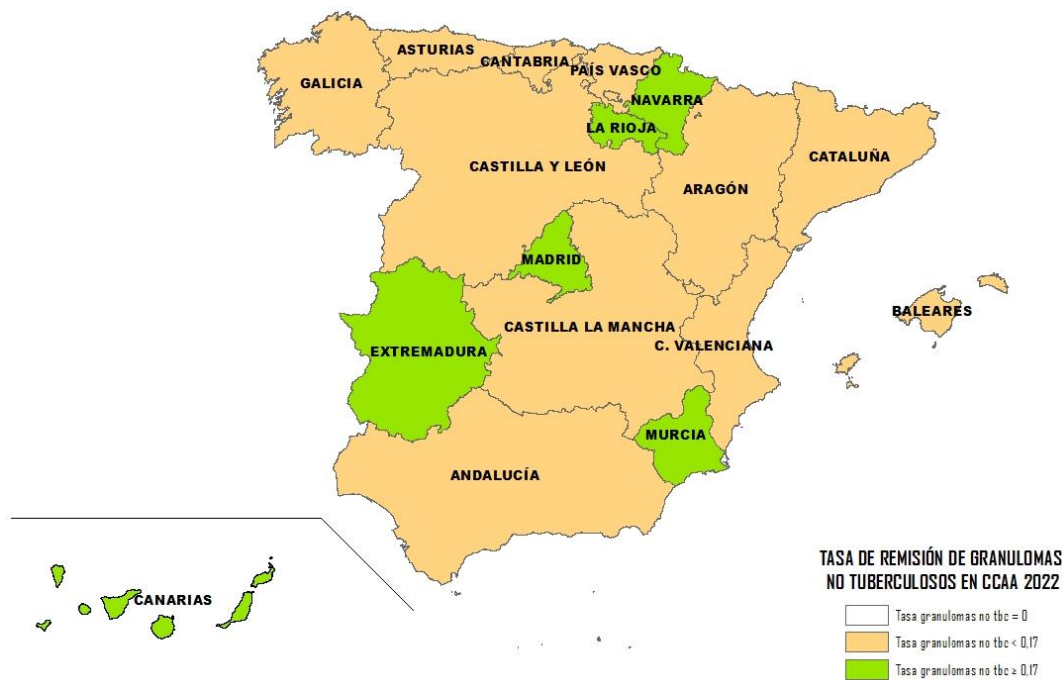 ASTURIAS
CANTABRIA
PAÍS VASCO
GALICIA
NAVARRA
LA RIOJA
CASTILLA Y LEÓN
CATALUÑA
ARAGÓN
MADRID
BALEARES
CASTILLA LA MANCHA
C. VALENCIANA
EXTREMADURA
MURCIA
ANDALUCÍA
CANARIAS
TASA DE REMISIÓN DE GRANULOMAS
NO TUBERCULOSOS EN CCAA 2022
Tasa granulomas no tbc = 0
Tasa granulomas no tbc < 0,17
Tasa granulomas no tbc ≥ 0,17